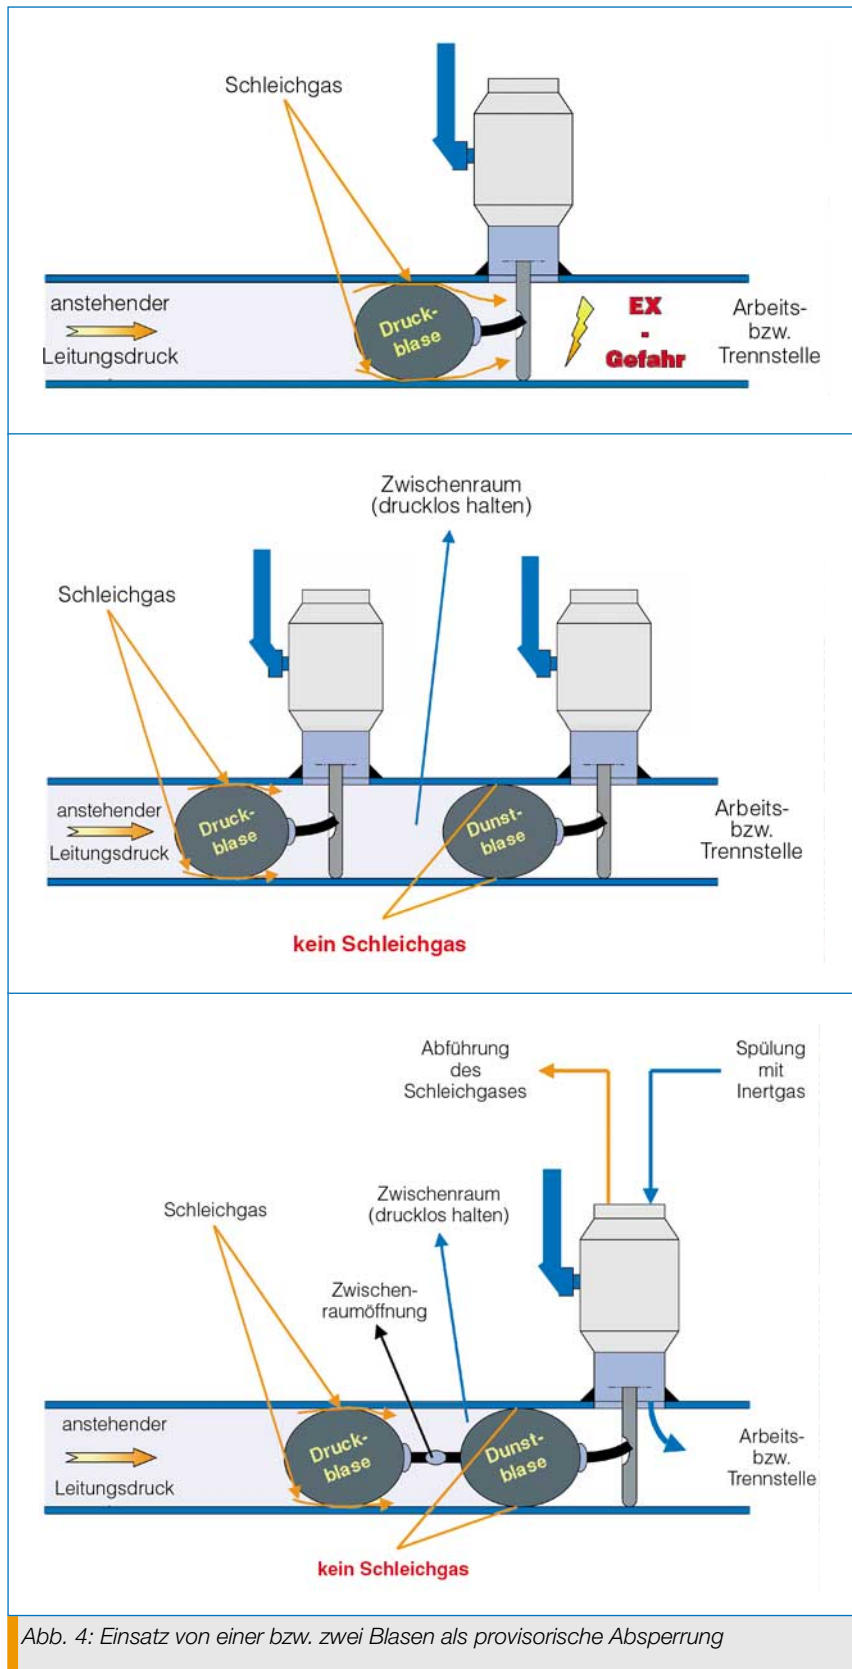 Schleichgas
anstehender
Leitungsdruck
Druck-
blase
EX
-
Gefahr
Arbeits-
bzw.
Trennstelle
Zwischenraum
(drucklos halten)
Schleichgas
anstehender
Leitungsdruck
Druck-
blase
Dunst-
blase
Arbeits-
bzw.
Trennstelle
kein Schleichgas
Abführung
des
Schleichgases
Spülung
mit
Inertgas
Schleichgas
Zwischenraum
(drucklos halten)
Zwischen-
raumöffnung
anstehender
Leitungsdruck
Druck-
blase
Dunst-
blase
Arbeits-
bzw.
Trennstelle
kein Schleichgas
Abb. 4: Einsatz von einer bzw. zwei Blasen als provisorische Absperrung